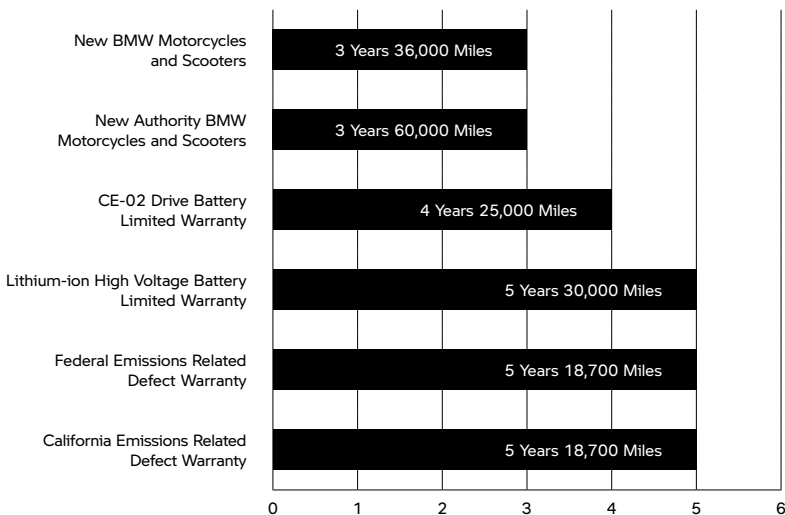 New BMW Motorcycles
and Scooters
3 Years 36,000 Miles
New Authority BMW
Motorcycles and Scooters
3 Years 60,000 Miles
CE-02 Drive Battery
Limited Warranty
4 Years 25,000 Miles
Lithium-ion High Voltage Battery
Limited Warranty
5 Years 30,000 Miles
Federal Emissions Related
Defect Warranty
5 Years 18,700 Miles
California Emissions Related
Defect Warranty
5 Years 18,700 Miles
0 1 2 3 4 5 6